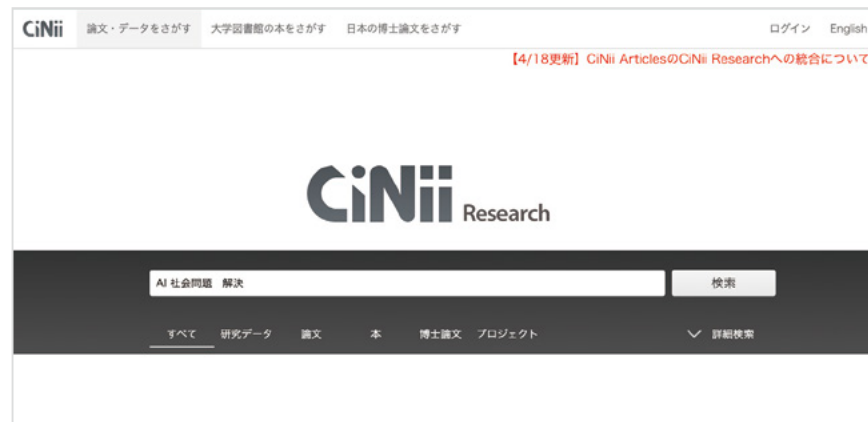 CiNii 論文・データをさがす 大学図書館の本をさがす 日本の博士論文をさがす ログイン English
【4/18更新】CiNii ArticlesのCiNii Researchへの統合について
CiNii Research
AI 社会問題 解決 検索
すべて 研究データ 論文 本 博士論文 プロジェクト 詳細検索